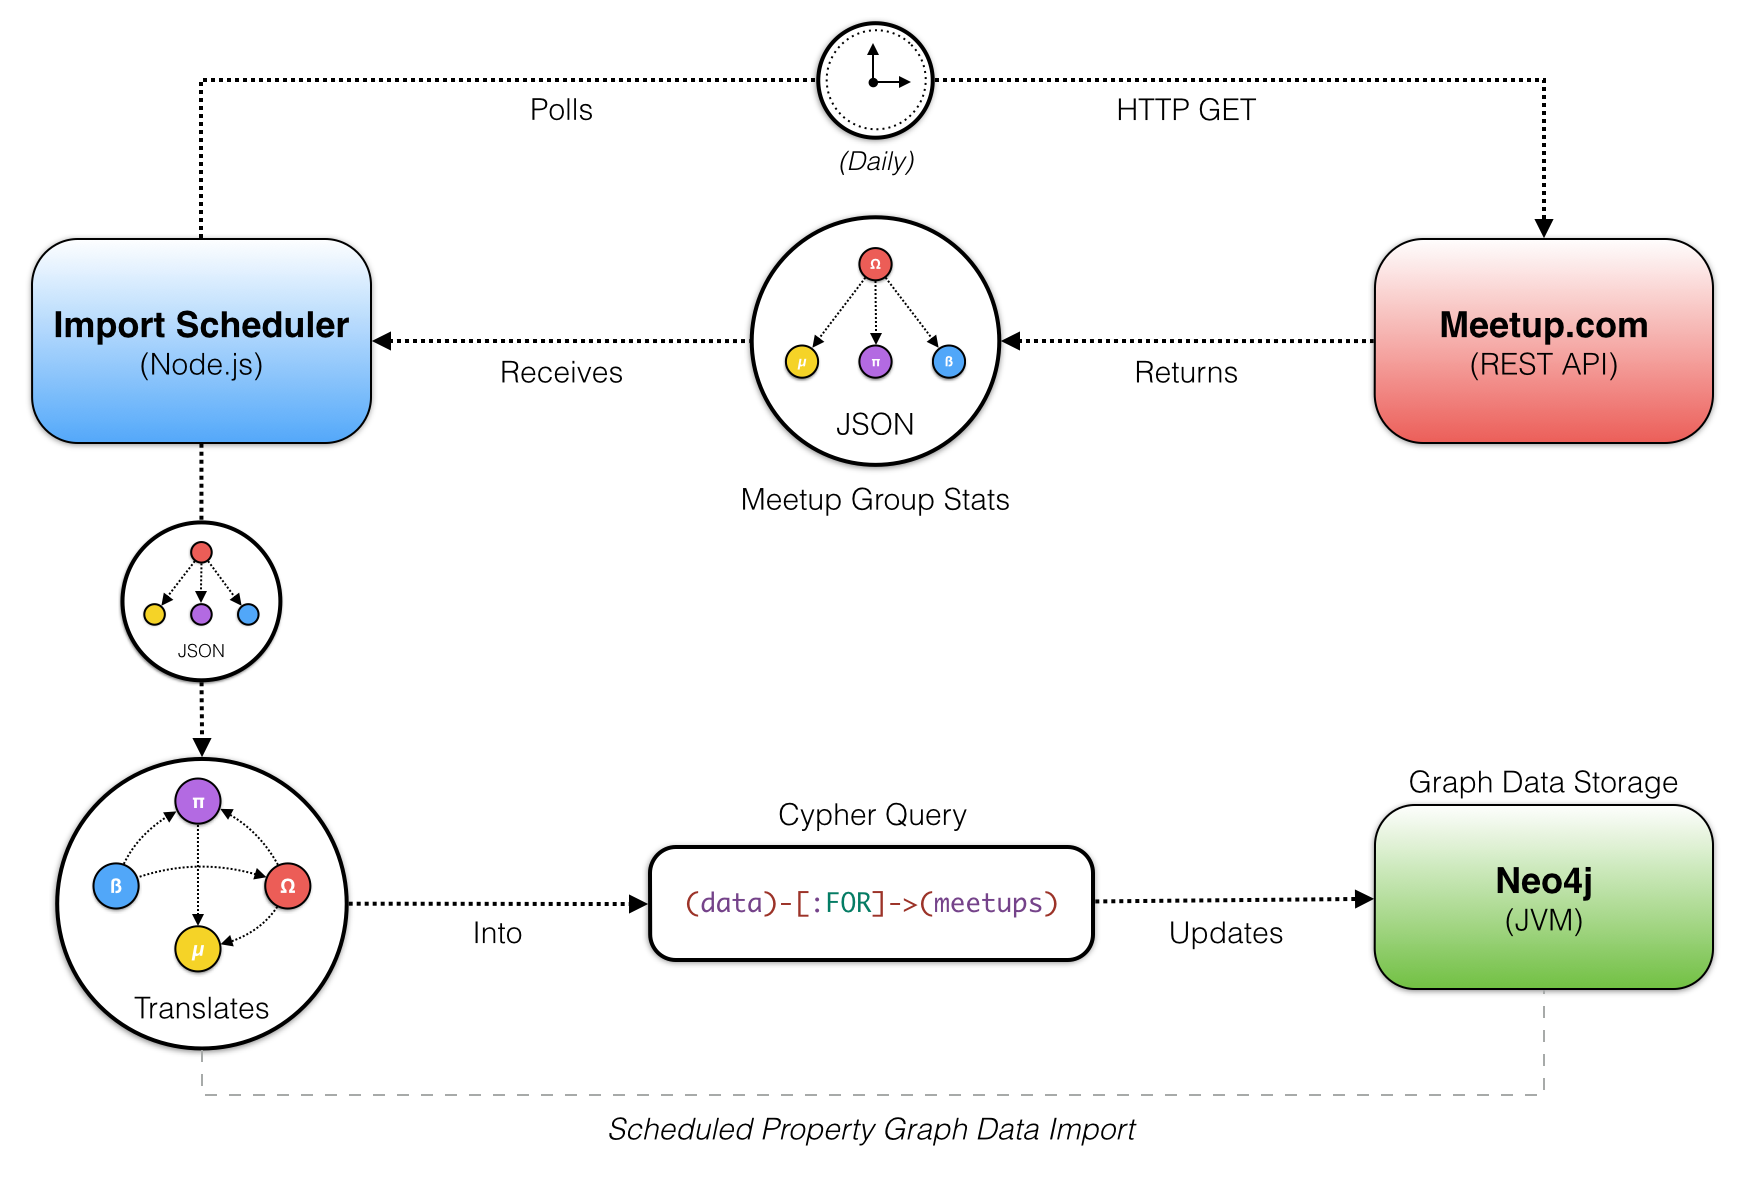 Polls
HTTP GET
(Daily)
Import Scheduler
(Node.js)
Ω
μ
π
ß
JSON
Meetup.com
(REST API)
Receives
Returns
Meetup Group Stats
JSON
π
ß
Ω
μ
Translates
Into
Cypher Query
(data)-[:FOR]->(meetups)
Updates
Graph Data Storage
Neo4j
(JVM)
Scheduled Property Graph Data Import